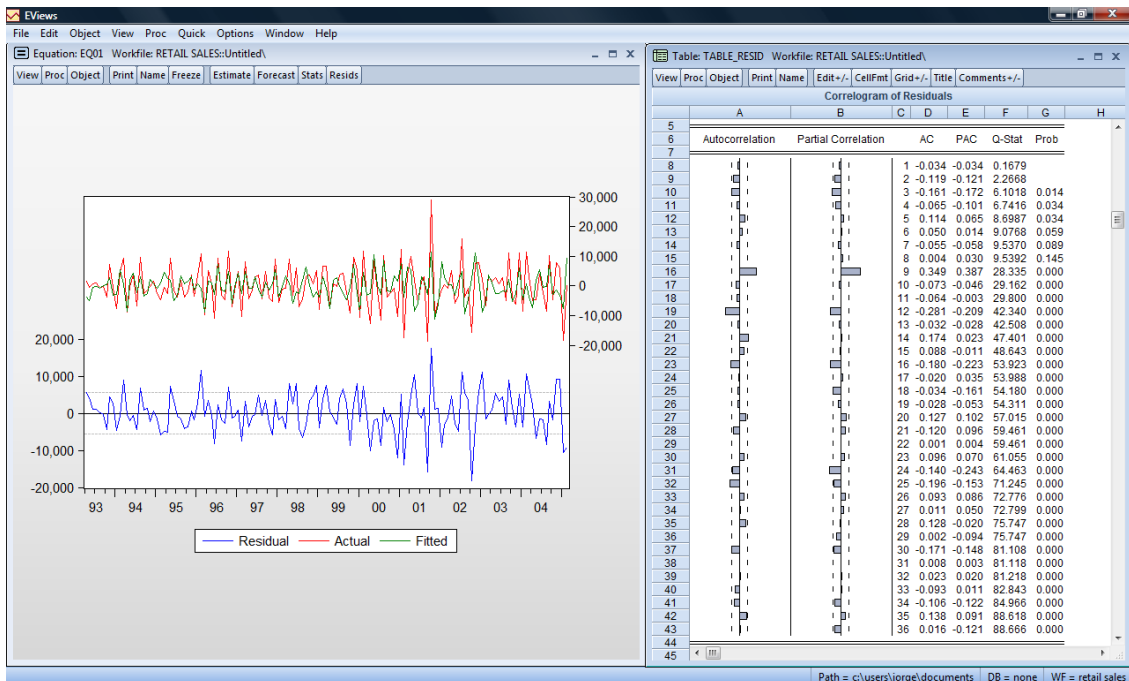 EViews
File Edit Object View Proc Quick Options Window Help
Equation: EQ01 Workfile: RETAIL SALES::Untitled\
View Proc Object Print Name Freeze Estimate Forecast Stats Resids
30,000
20,000
10,000
0
-10,000
-20,000
20,000
10,000
0
-10,000
-20,000
93 94 95 96 97 98 99 00 01 02 03 04
Residual Actual Fitted
Table: TABLE_RESID Workfile: RETAIL SALES::Untitled\
View Proc Object Print Name Edit+/- CellFmt Grid+/- Title Comments+/-
Correlogram of Residuals
A B C D E F G H
5
6 Autocorrelation Partial Correlation AC PAC Q-Stat Prob
7
8 1 -0.034 -0.034 0.1679
9 2 -0.119 -0.121 2.2668
10 3 -0.161 -0.172 6.1018 0.014
11 4 -0.065 -0.101 6.7416 0.034
12 5 0.114 0.065 8.6987 0.034
13 6 0.050 0.014 9.0768 0.059
14 7 -0.055 -0.058 9.5370 0.089
15 8 0.004 0.030 9.5392 0.145
16 9 0.349 0.387 28.335 0.000
17 10 -0.073 -0.046 29.162 0.000
18 11 -0.064 -0.003 29.800 0.000
19 12 -0.281 -0.209 42.340 0.000
20 13 -0.032 -0.028 42.508 0.000
21 14 0.174 0.023 47.401 0.000
22 15 0.088 -0.011 48.643 0.000
23 16 -0.180 -0.223 53.923 0.000
24 17 -0.020 0.035 53.988 0.000
25 18 -0.034 -0.161 54.180 0.000
26 19 -0.028 -0.053 54.311 0.000
27 20 0.127 0.102 57.015 0.000
28 21 -0.120 0.096 59.461 0.000
29 22 0.001 0.004 59.461 0.000
30 23 0.096 0.070 61.055 0.000
31 24 -0.140 -0.243 64.463 0.000
32 25 -0.196 -0.153 71.245 0.000
33 26 0.093 0.086 72.776 0.000
34 27 0.011 0.050 72.799 0.000
35 28 0.128 -0.020 75.747 0.000
36 29 0.002 -0.094 75.747 0.000
37 30 -0.171 -0.148 81.108 0.000
38 31 0.008 0.003 81.118 0.000
39 32 0.023 0.020 81.218 0.000
40 33 -0.093 0.011 82.843 0.000
41 34 -0.106 -0.122 84.966 0.000
42 35 0.138 0.091 88.618 0.000
43 36 0.016 -0.121 88.666 0.000
44
45
Path = c:\users\jorge\documents DB = none WF = retail sales